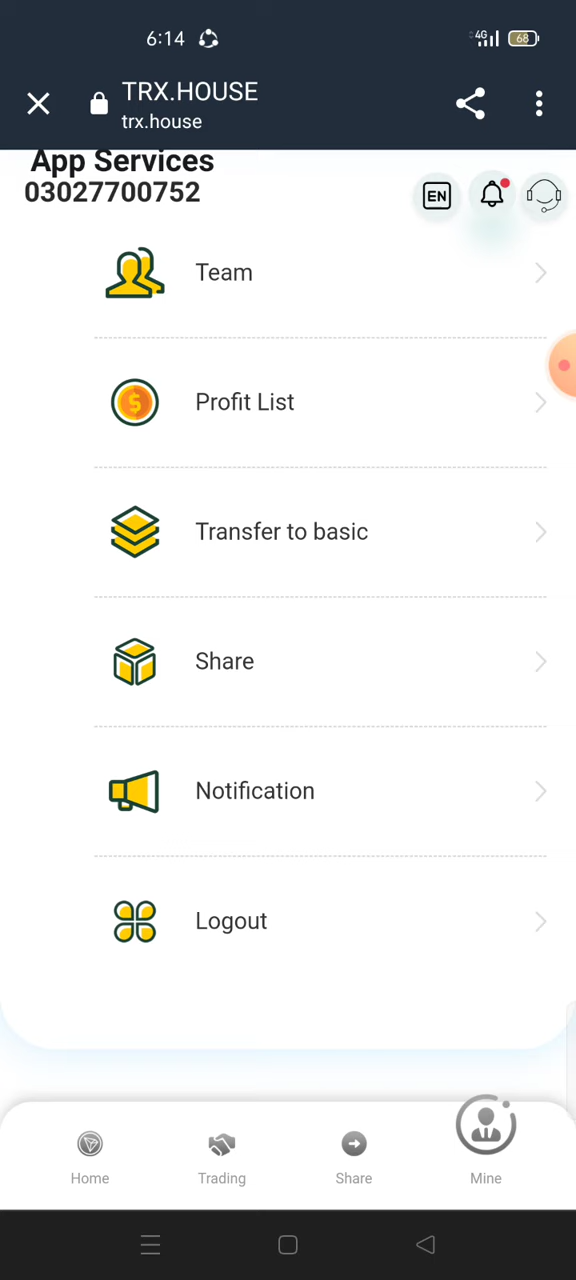 6:14
4G
68
TRX.HOUSE
trx.house
App Services
03027700752
EN
Team
Profit List
Transfer to basic
Share
Notification
Logout
Home
Trading
Share
Mine